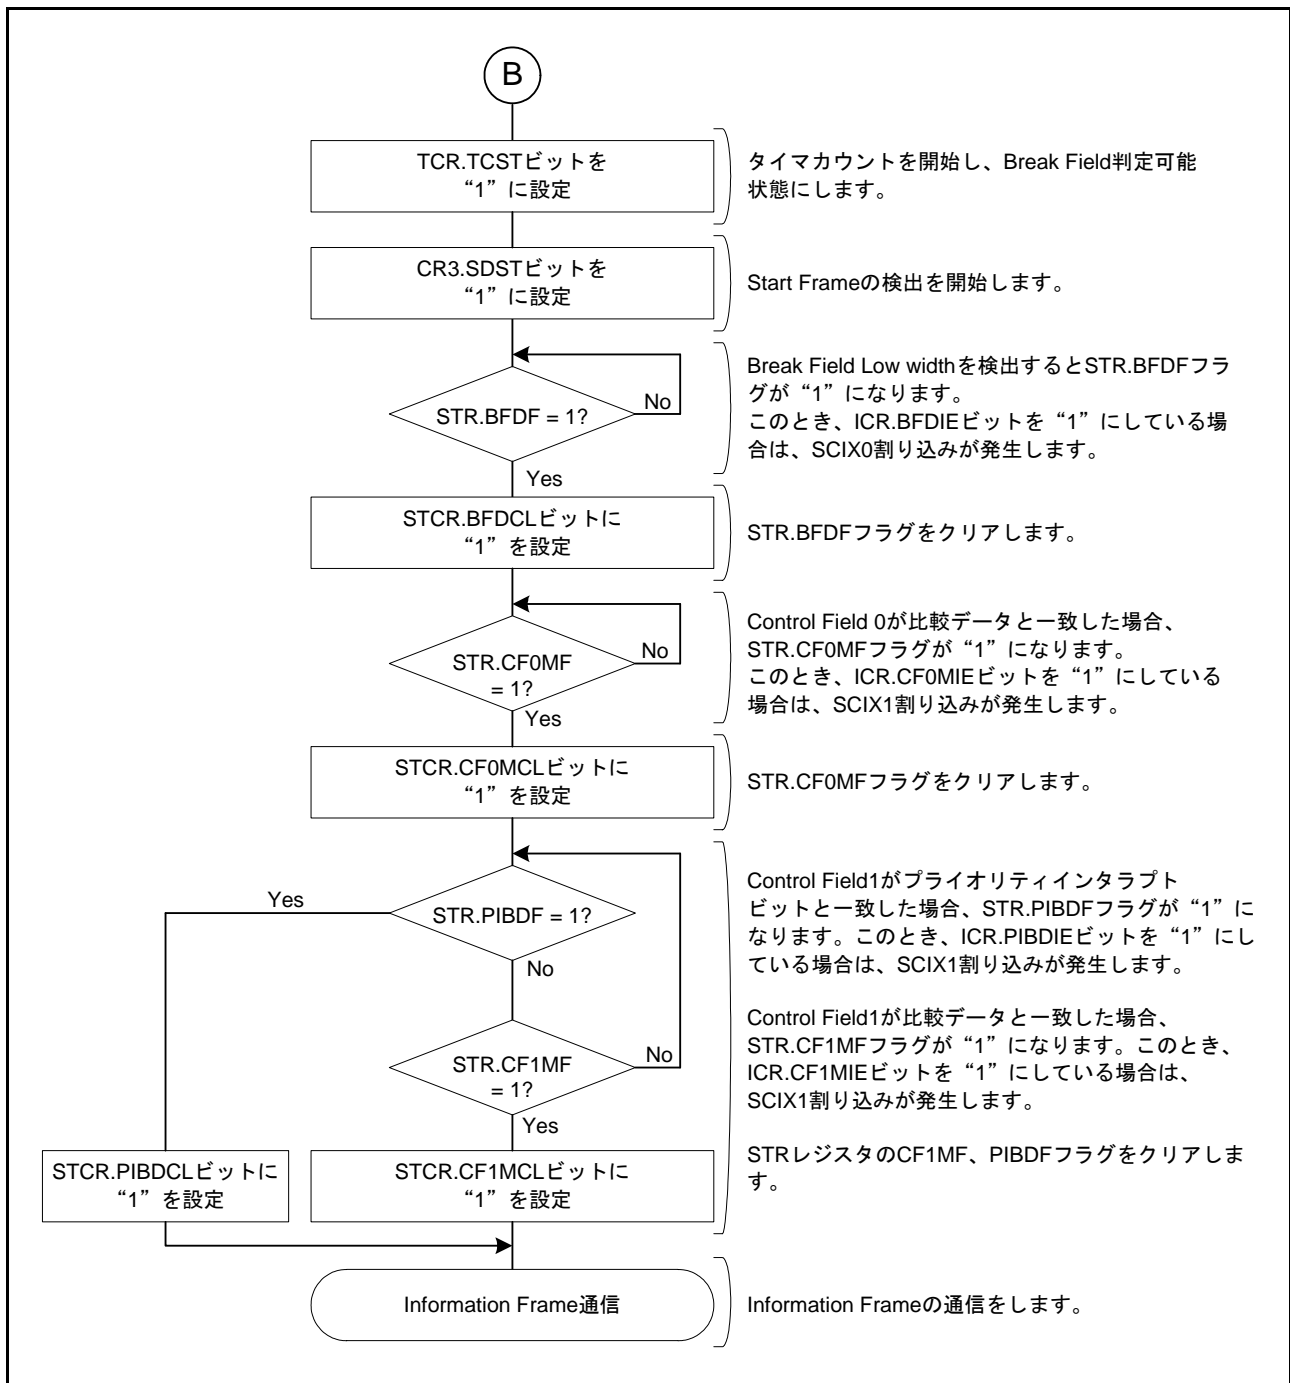 B
TCR.TCSTビットを
“1”に設定
タイマカウントを開始し、Break Field判定可能
状態にします。
CR3.SDSTビットを
“1”に設定
Start Frameの検出を開始します。
STR.BFDF = 1?
No
Yes
Break Field Low widthを検出するとSTR.BFDFフラ
グが“1”になります。
このとき、ICR.BFDIEビットを“1”にしている場
合は、SCIX0割り込みが発生します。
STCR.BFDCLビットに
“1”を設定
STR.BFDFフラグをクリアします。
STR.CF0MF
= 1?
No
Yes
Control Field 0が比較データと一致した場合、
STR.CF0MFフラグが“1”になります。
このとき、ICR.CF0MIEビットを“1”にしている
場合は、SCIX1割り込みが発生します。
STCR.CF0MCLビットに
“1”を設定
STR.CF0MFフラグをクリアします。
Yes
STR.PIBDF = 1?
No
Control Field1がプライオリティインタラプト
ビットと一致した場合、STR.PIBDFフラグが“1”に
なります。このとき、ICR.PIBDIEビットを“1”にし
ている場合は、SCIX1割り込みが発生します。
STR.CF1MF
= 1?
No
Yes
Control Field1が比較データと一致した場合、
STR.CF1MFフラグが“1”になります。このとき、
ICR.CF1MIEビットを“1”にしている場合は、
SCIX1割り込みが発生します。
STCR.PIBDCLビットに
“1”を設定
STCR.CF1MCLビットに
“1”を設定
STRレジスタのCF1MF、PIBDFフラグをクリアしま
す。
Information Frame通信
Information Frameの通信をします。